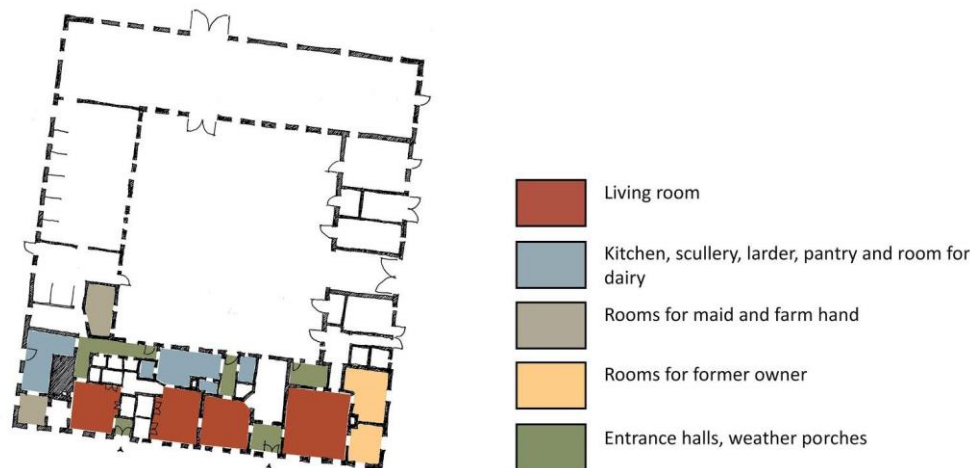 Living room
Kitchen, scullery, larder, pantry and room for
dairy
Rooms for maid and farm hand
Rooms for former owner
Entrance halls, weather porches